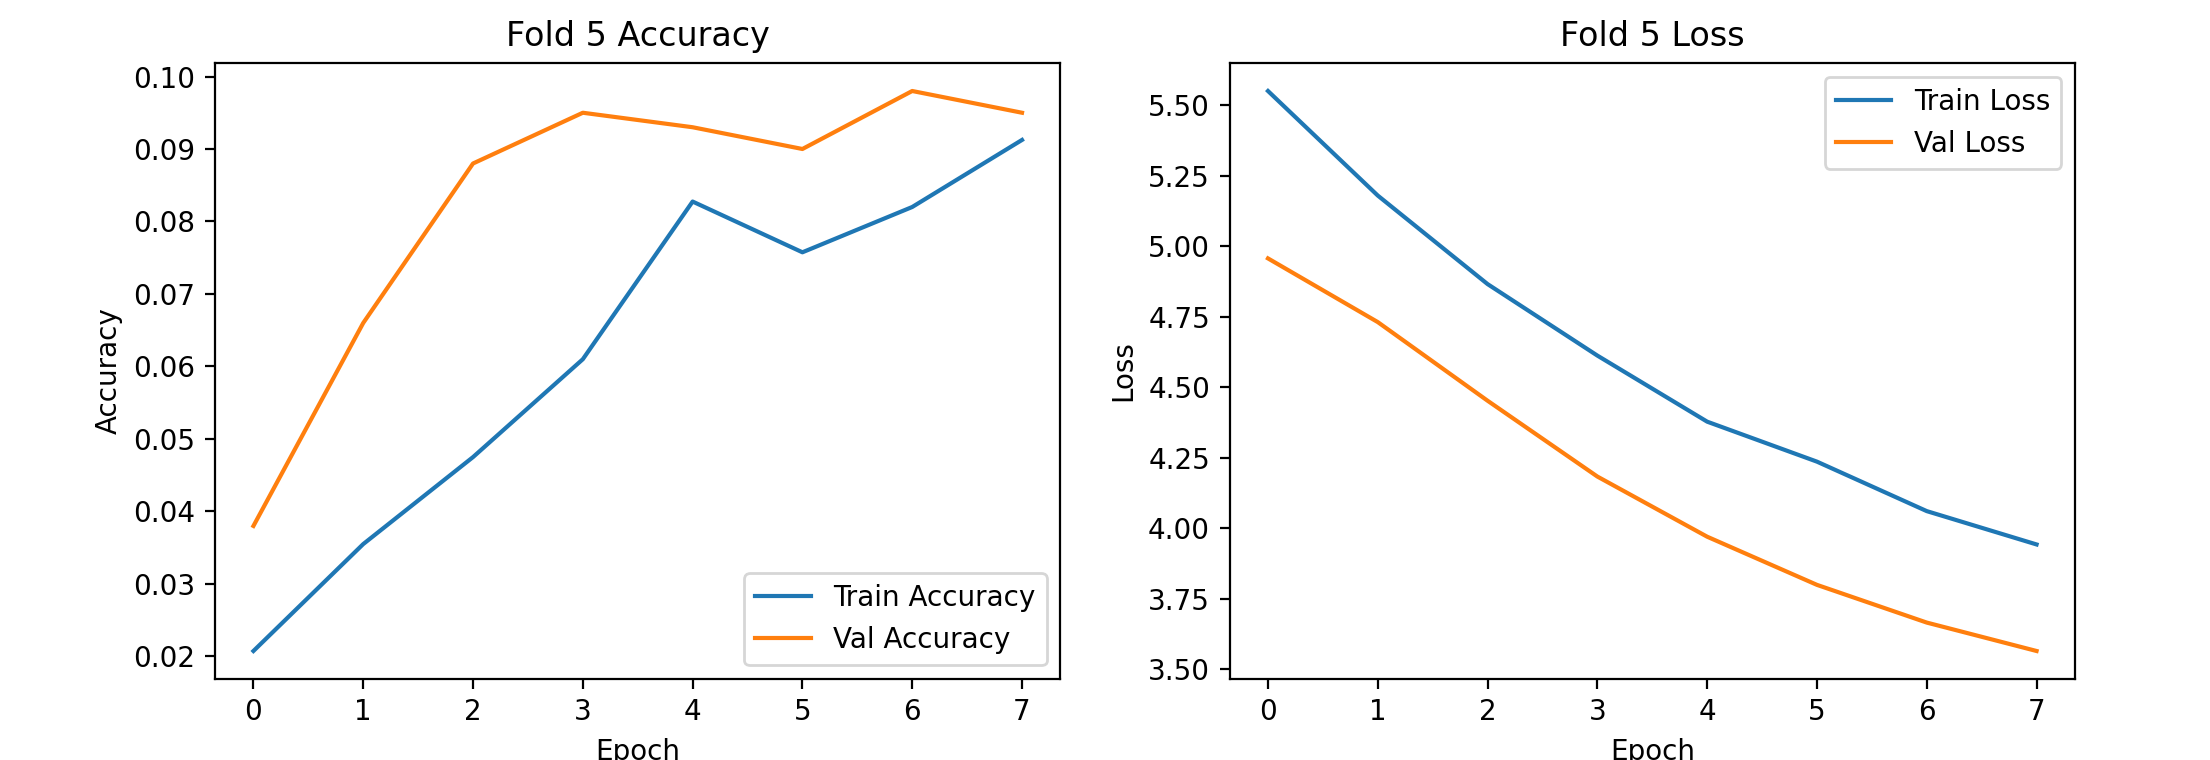 Fold 5 Accuracy
0.10
0.09
0.08
0.07
0.06
0.05
0.04
0.03
0.02
Accuracy
Train Accuracy
Val Accuracy
0 1 2 3 4 5 6 7
Epoch
Fold 5 Loss
5.50
5.25
5.00
4.75
4.50
4.25
4.00
3.75
3.50
Loss
Train Loss
Val Loss
0 1 2 3 4 5 6 7
Epoch